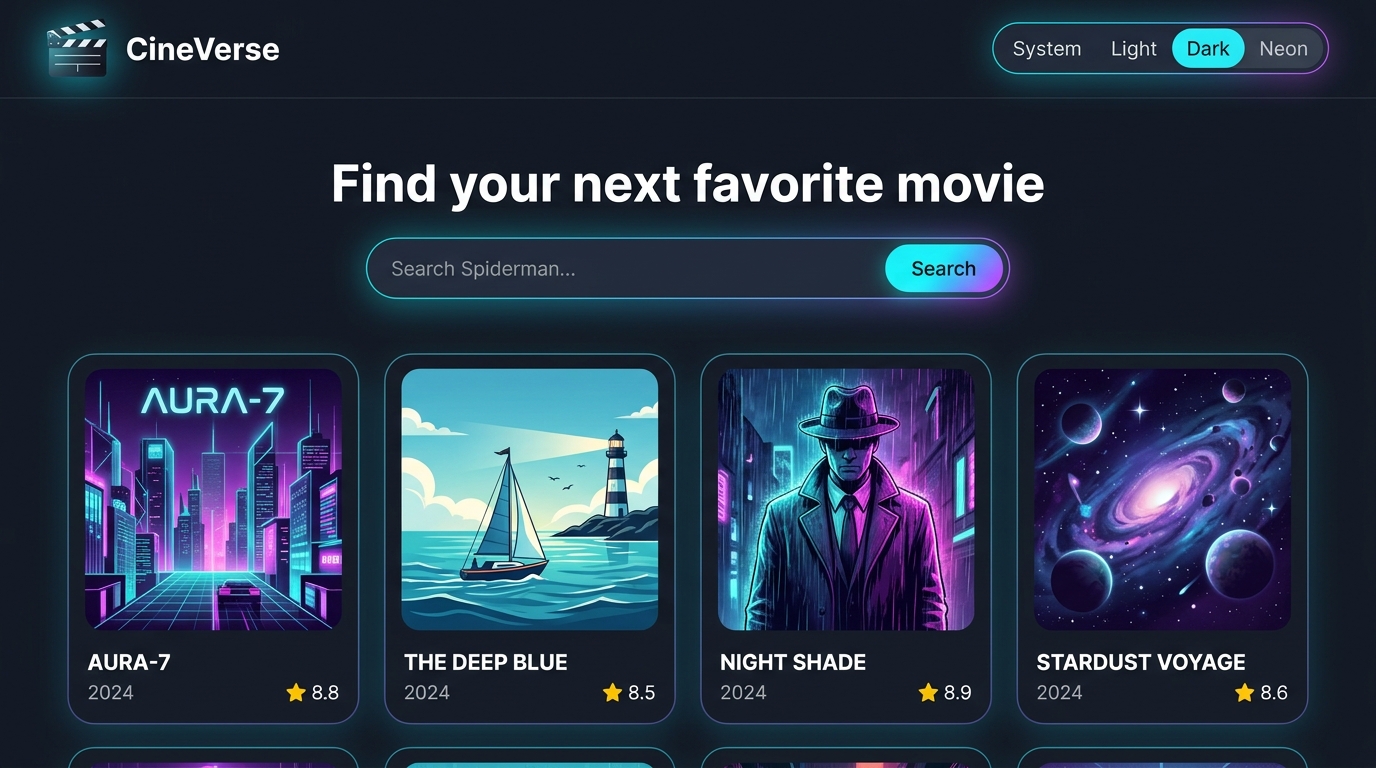 CineVerse
System Light Dark Neon
Find your next favorite movie
Search Spiderman... Search
AURA-7
AURA-7
2024 8.8
THE DEEP BLUE
2024 8.5
NIGHT SHADE
2024 8.9
STARDUST VOYAGE
2024 8.6